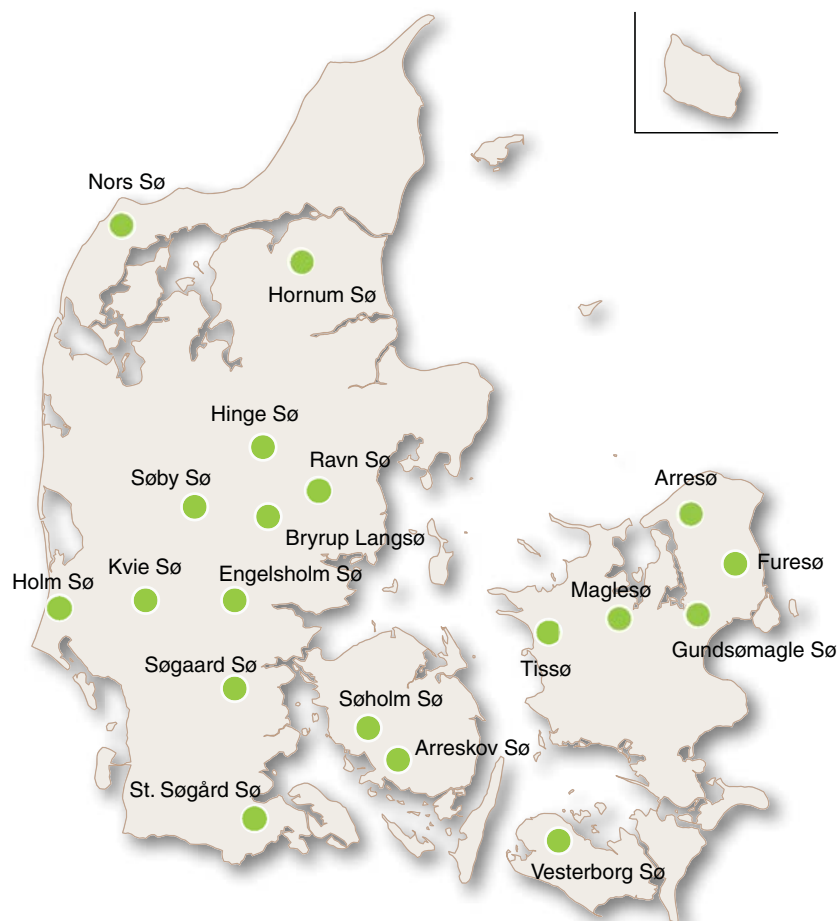 Nors Sø
Hornum Sø
Hinge Sø
Ravn Sø
Søby Sø
Arresø
Bryrup Langsø
Furesø
Kvie Sø
Engelsholm Sø
Holm Sø
Maglesø
Gundsømagle Sø
Tissø
Søgaard Sø
Søholm Sø
Arreskov Sø
St. Søgård Sø
Vesterborg Sø